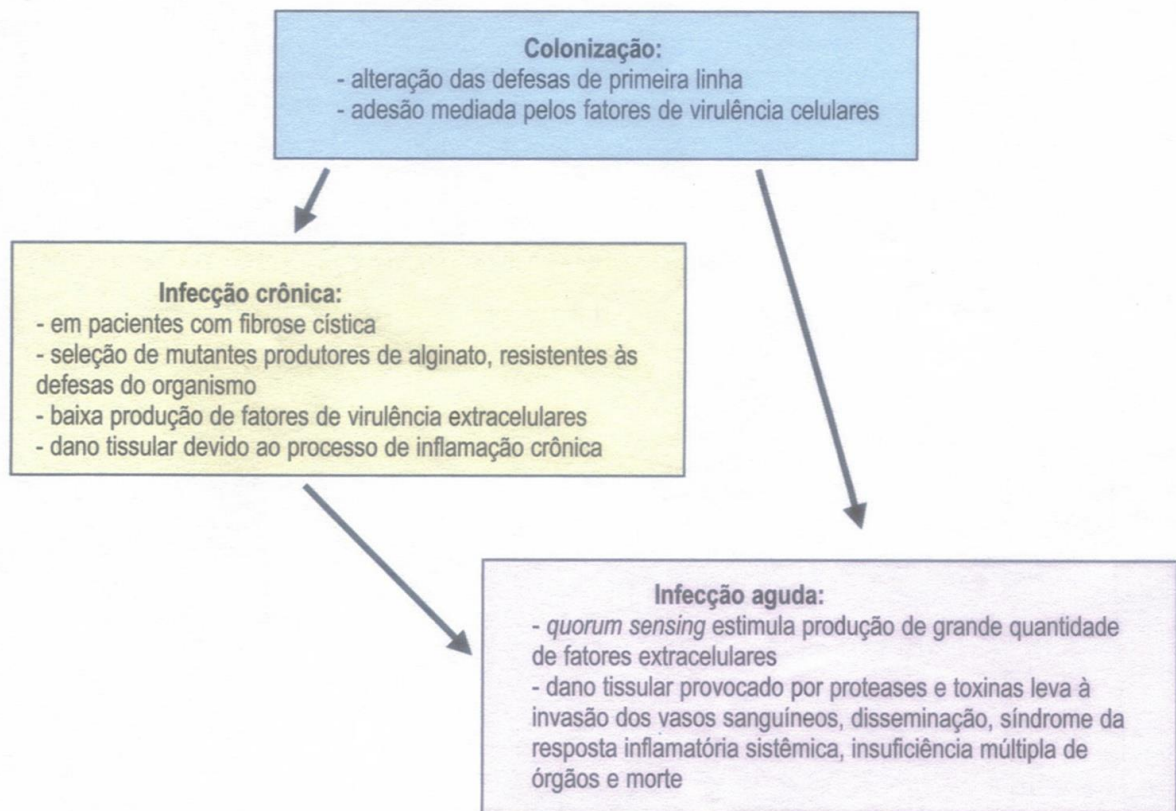 Colonização:
- alteração das defesas de primeira linha
- adesão mediada pelos fatores de virulência celulares
Infecção crônica:
- em pacientes com fibrose cística
- seleção de mutantes produtores de alginato, resistentes às
defesas do organismo
- baixa produção de fatores de virulência extracelulares
- dano tissular devido ao processo de inflamação crônica
Infecção aguda:
- quorum sensing estimula produção de grande quantidade
de fatores extracelulares
- dano tissular provocado por proteases e toxinas leva à
invasão dos vasos sanguíneos, disseminação, síndrome da
resposta inflamatória sistêmica, insuficiência múltipla de
órgãos e morte